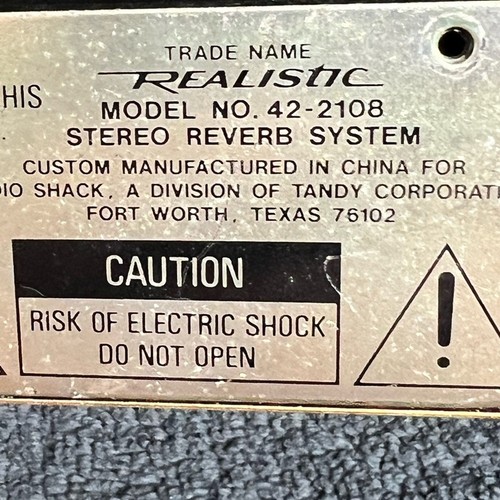 TRADE NAME
REALISTIC
HIS
MODEL NO. 42-2108
STEREO REVERB SYSTEM
CUSTOM MANUFACTURED IN CHINA FOR
DIO SHACK, A DIVISION OF TANDY CORPORATI
FORT WORTH, TEXAS 76102
CAUTION
RISK OF ELECTRIC SHOCK
DO NOT OPEN
!